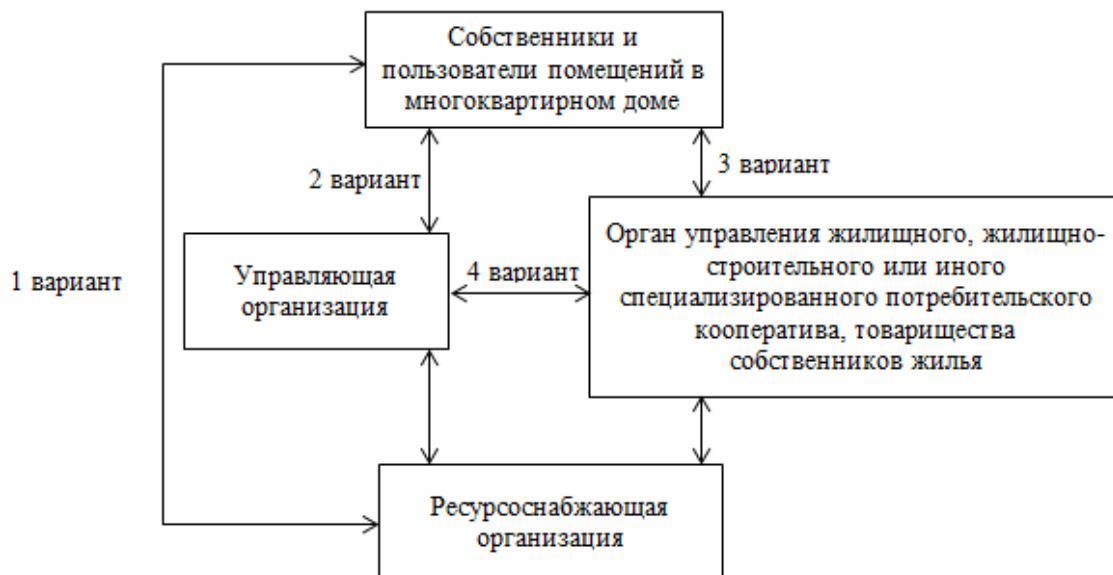 Собственники и
пользователи помещений в
многоквартирном доме
2 вариант
3 вариант
1 вариант
Управляющая
организация
4 вариант
Орган управления жилищного, жилищно-
строительного или иного
специализированного потребительского
кооператива, товарищества
собственников жилья
Ресурсоснабжающая
организация